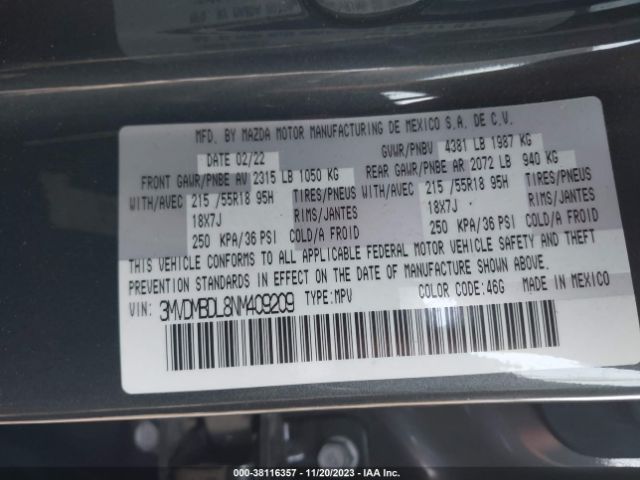 MFD. BY MAZDA MOTOR MANUFACTURING DE MEXICO S.A. DE C.V.
DATE 02/22 GVWR/PNBV 4381 LB 1987 KG
FRONT GAWR/PNBE AV 2315 LB 1050 KG REAR GAWR/PNBE AR 2072 LB 940 KG
WITH/AVEC 215 /55R18 95H TIRES/PNEUS WITH/AVEC 215 /55R18 95H TIRES/PNEUS
18X7J RIMS/JANTES 18X7J RIMS/JANTES
250 KPA/36 PSI COLD/A FROID 250 KPA/36 PSI COLD/A FROID
THIS VEHICLE CONFORMS TO ALL APPLICABLE FEDERAL MOTOR VEHICLE SAFETY AND THEFT
PREVENTION STANDARDS IN EFFECT ON THE DATE OF MANUFACTURE SHOWN ABOVE.
VIN: 3MVDMBDL8NM409209 TYPE:MPV COLOR CODE:46G MADE IN MEXICO
000-38116357 - 11/20/2023 - IAA Inc.